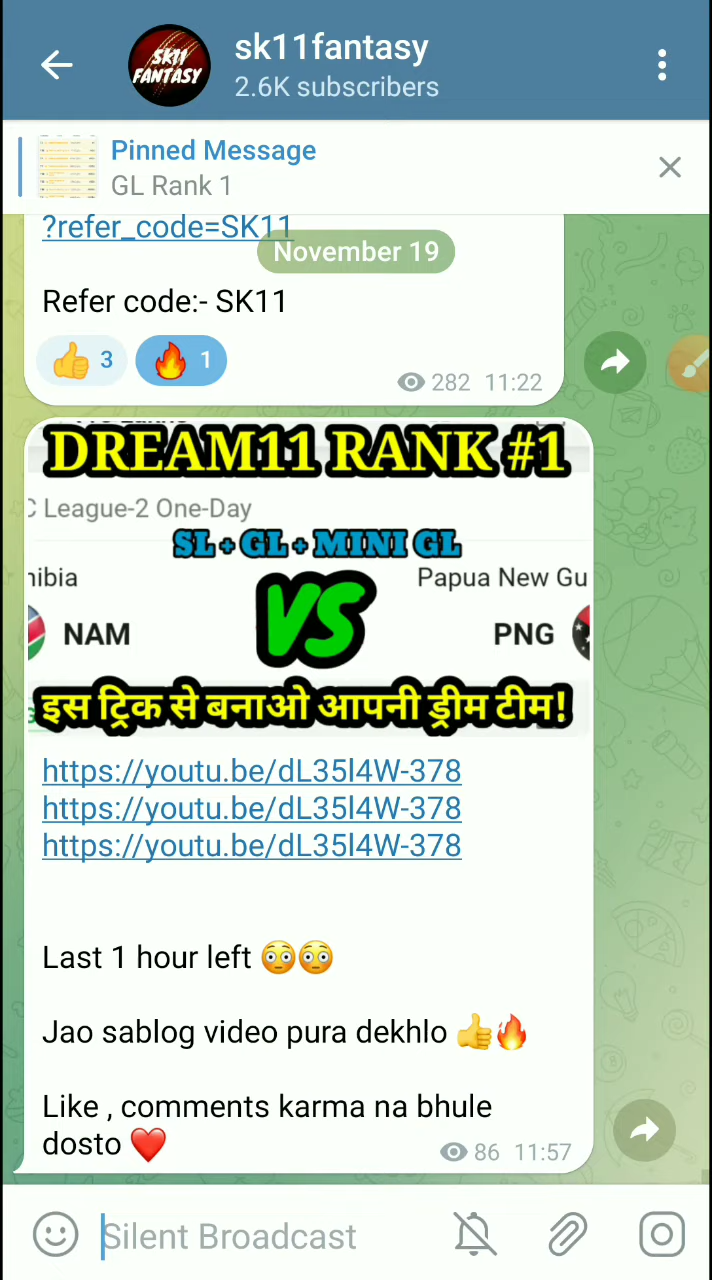 sk11fantasy
SK11
FANTASY
2.6K subscribers
Pinned Message
GL Rank 1
?refer_code=SK11
November 19
Refer code:- SK11
3
1
282 11:22
DREAM11 RANK #1
C League-2 One-Day
SL+GL+MINI GL
nibia
Papua New Gu
NAM
VS
PNG
इस ट्रिक से बनाओ आपनी ड्रीम टीम!
https://youtu.be/dL35l4W-378
https://youtu.be/dL35l4W-378
https://youtu.be/dL35l4W-378
Last 1 hour left 😳😳
Jao sablog video pura dekhlo 👍🔥
Like , comments karma na bhule
dosto ❤️
86 11:57
Silent Broadcast